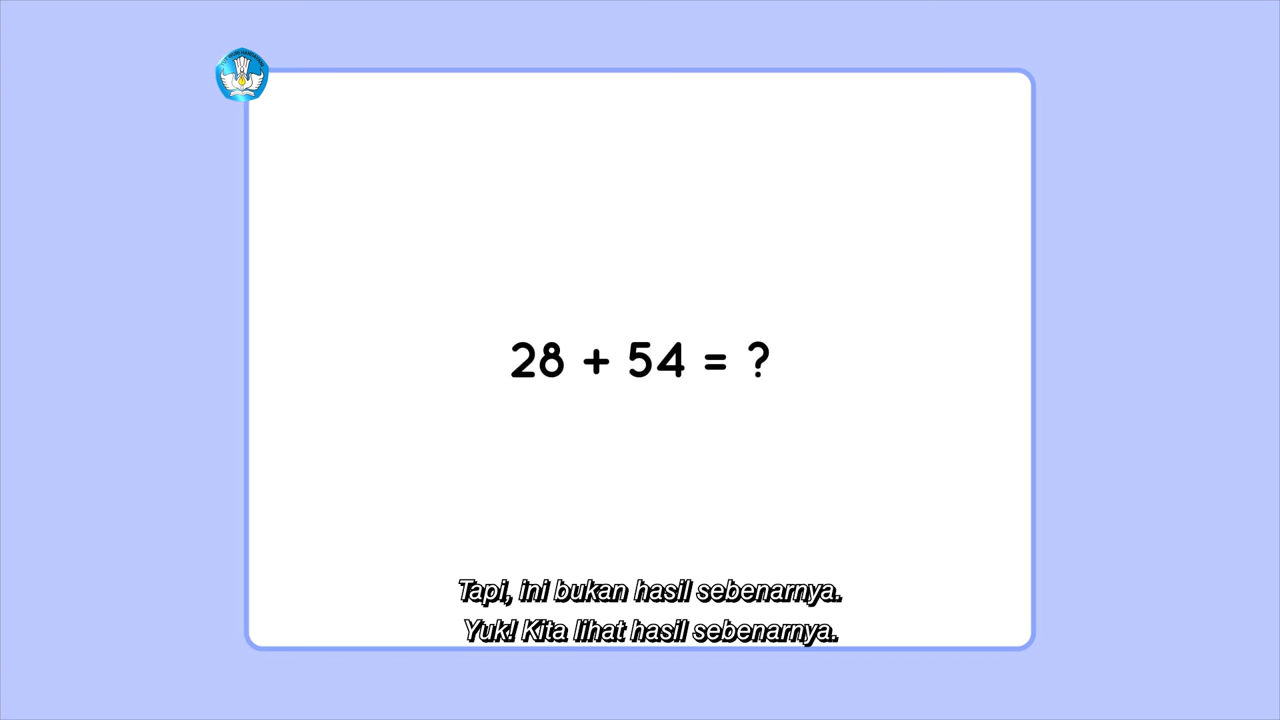 28 + 54 = ?
Tapi, ini bukan hasil sebenarnya.
Yuk! Kita lihat hasil sebenarnya.